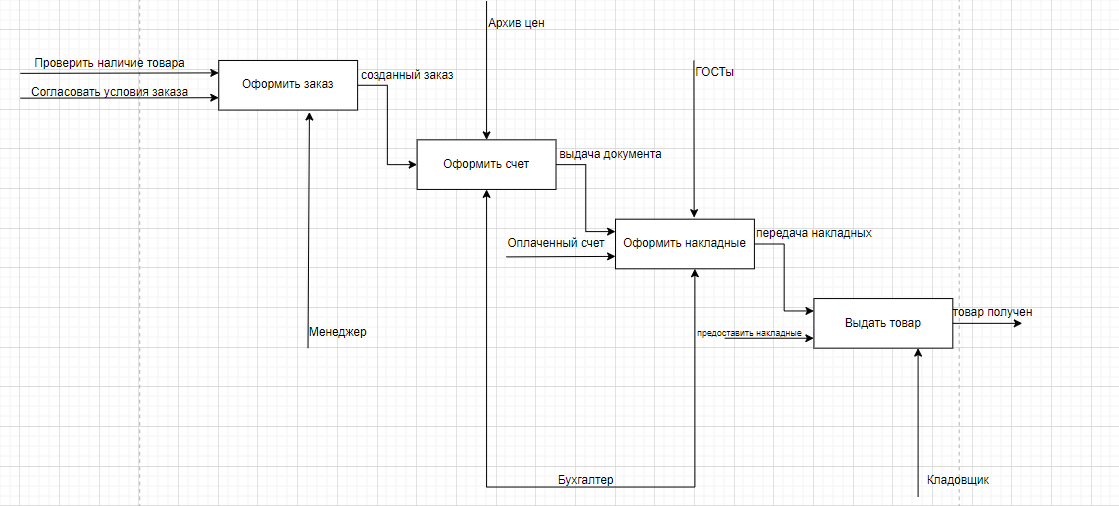 Архив цен
Проверить наличие товара
Согласовать условия заказа
Оформить заказ
созданный заказ
ГОСТы
Оформить счет
выдача документа
Оплаченный счет
Оформить накладные
передача накладных
Менеджер
предоставить накладные
Выдать товар
товар получен
Бухгалтер
Кладовщик